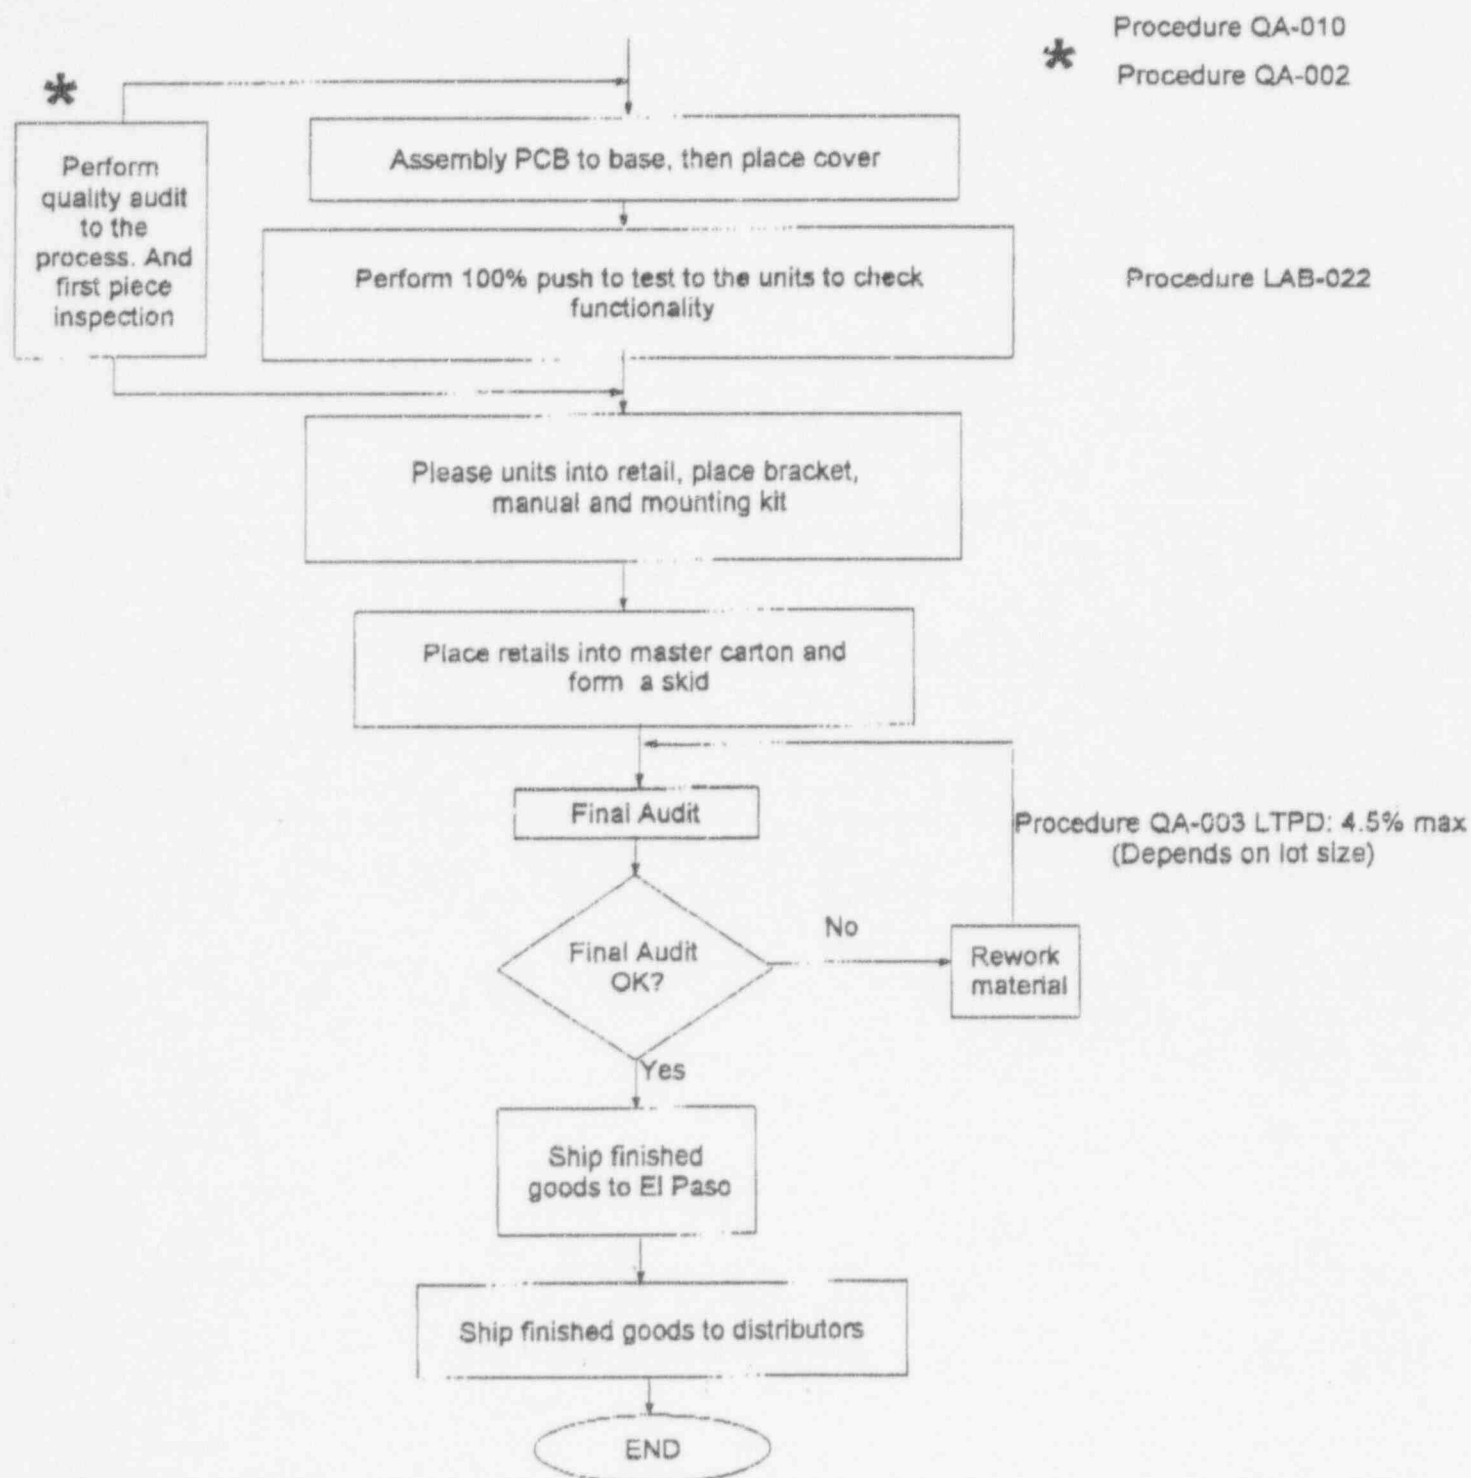 Procedure QA-010
*
Procedure QA-002
*
Perform
quality audit
to the
process. And
first piece
inspection
Assembly PCB to base, then place cover
Perform 100% push to test to the units to check
functionality
Procedure LAB-022
Please units into retail, place bracket,
manual and mounting kit
Place retails into master carton and
form a skid
Final Audit
Procedure QA-003 LTPD: 4.5% max
(Depends on lot size)
Final Audit
OK?
No
Rework
material
Yes
Ship finished
goods to El Paso
Ship finished goods to distributors
END